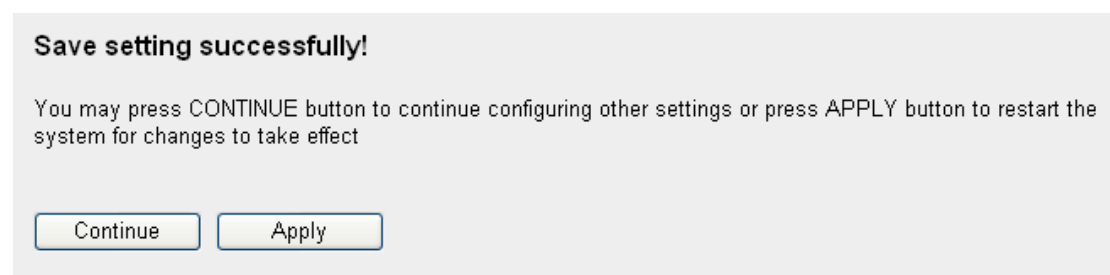 Save setting successfully!
You may press CONTINUE button to continue configuring other settings or press APPLY button to restart the
system for changes to take effect
Continue
Apply